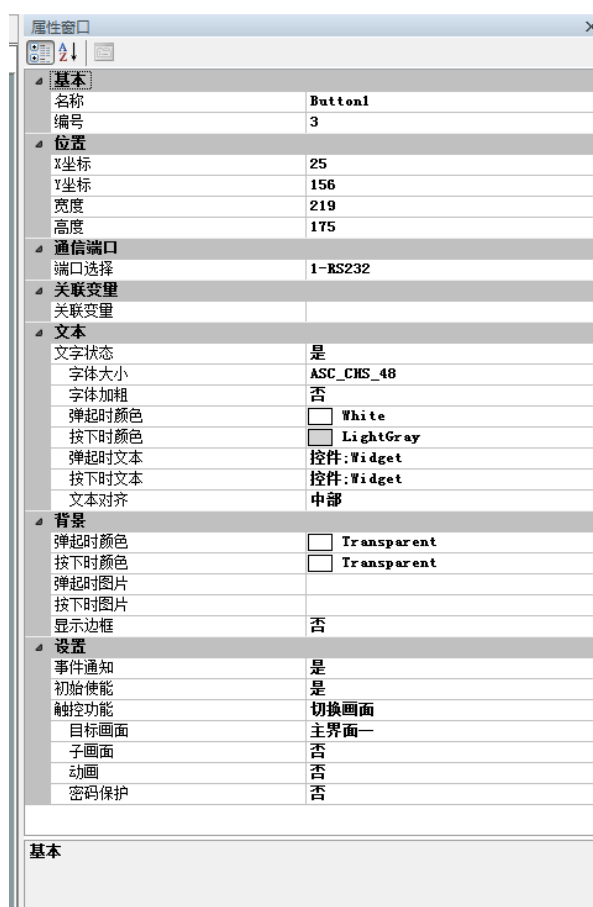 属性窗口
基本
名称 Button1
编号 3
位置
X坐标 25
Y坐标 156
宽度 219
高度 175
通信端口
端口选择 1-RS232
关联变量
关联变量
文本
文字状态 是
字体大小 ASC_CHS_48
字体加粗 否
弹起时颜色 White
按下时颜色 LightGray
弹起时文本 控件;Widget
按下时文本 控件;Widget
文本对齐 中部
背景
弹起时颜色 Transparent
按下时颜色 Transparent
弹起时图片
按下时图片
显示边框 否
设置
事件通知 是
初始使能 是
触控功能 切换画面
目标画面 主界面一
子画面 否
动画 否
密码保护 否
基本